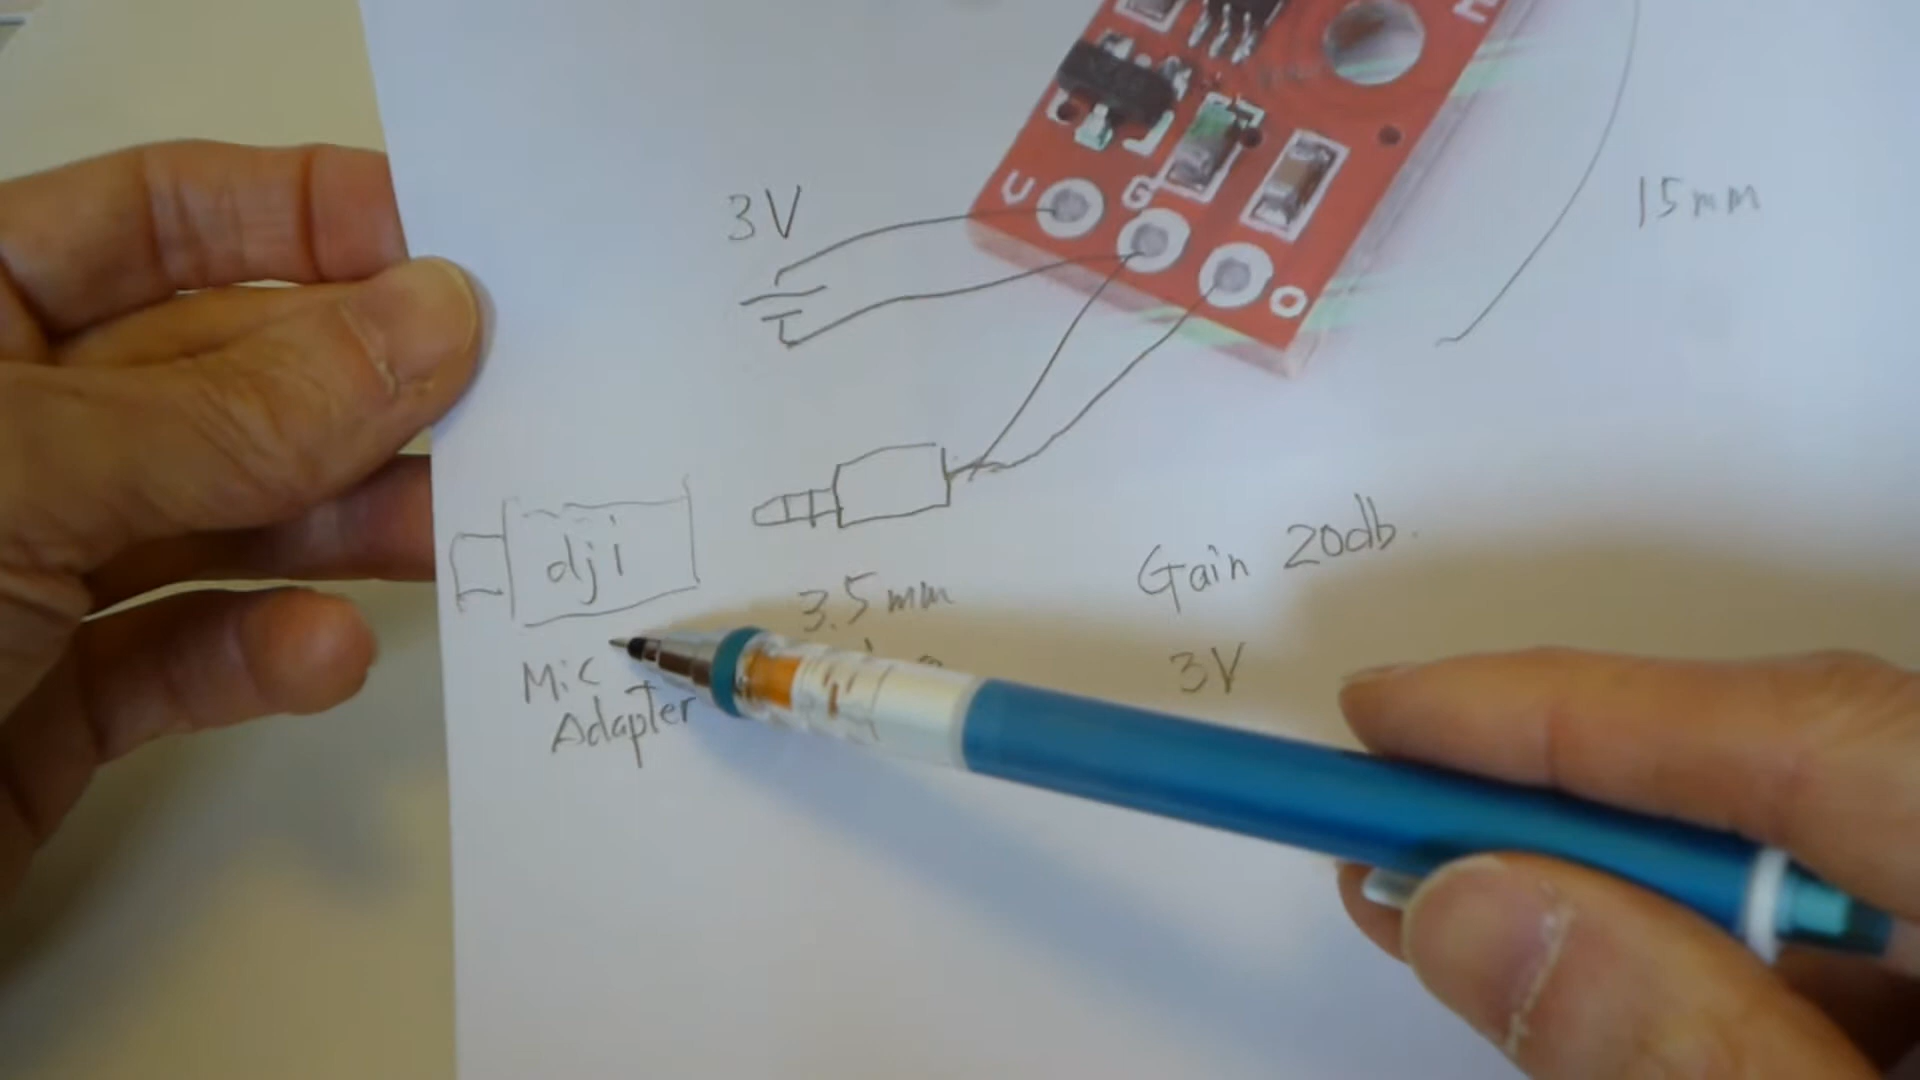 V
G
O
3V
15mm
dji
3.5mm
Gain 20db.
3V
Mic
Adapter